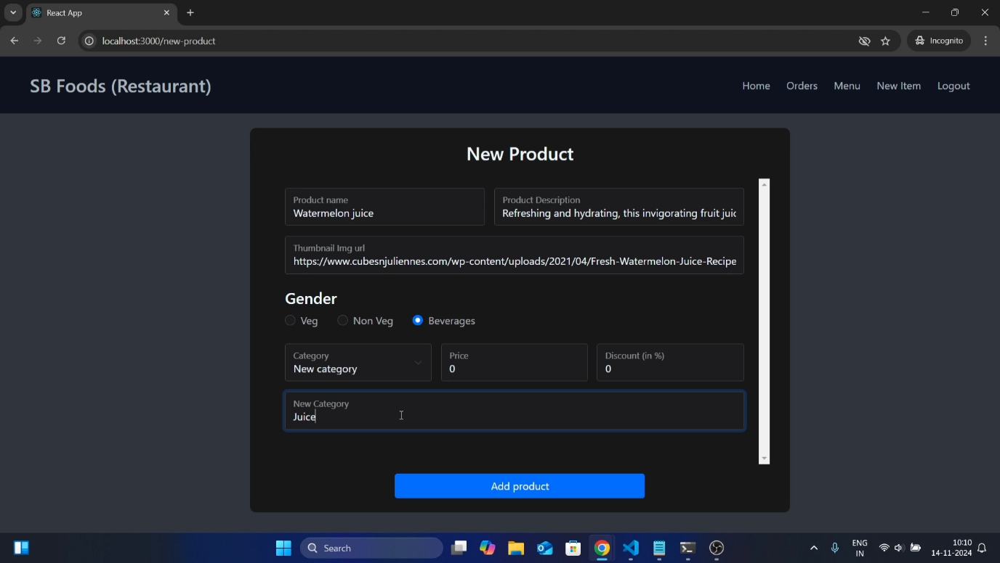 React App
localhost:3000/new-product
Incognito
SB Foods (Restaurant)
Home
Orders
Menu
New Item
Logout
New Product
Product name
Watermelon juice
Product Description
Refreshing and hydrating, this invigorating fruit juic
Thumbnail Img url
https://www.cubesnjuliennes.com/wp-content/uploads/2021/04/Fresh-Watermelon-Juice-Recipe
Gender
Veg
Non Veg
Beverages
Category
New category
Price
0
Discount (in %)
0
New Category
Juice
Add product
Search
ENG
IN
10:10
14-11-2024